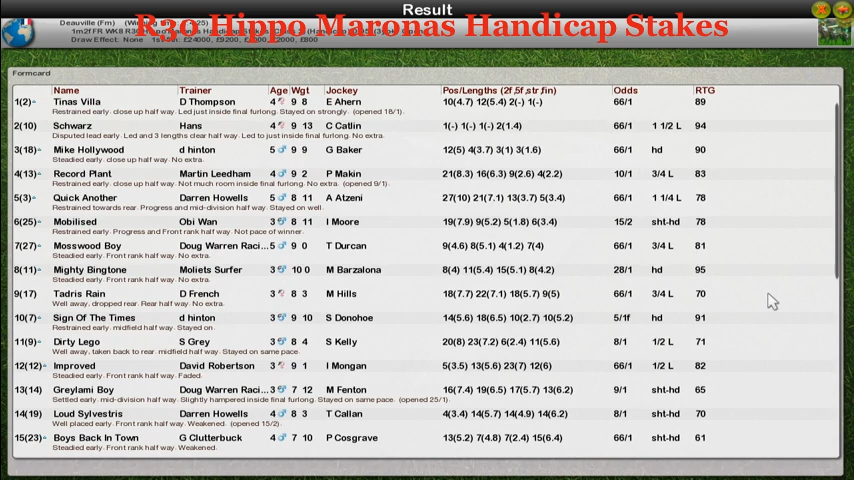 Result
R30 Hippo Maronas Handicap Stakes
Deauville (Fm)
Draw Effect: None
Formcard
Name Trainer Age Wgt Jockey Pos/Lengths (2f,5f,str,fin) Odds RTG
1(2) Tinas Villa D Thompson 4 9 8 E Ahern 10(4.7) 12(5.4) 2(-) 1(-) 66/1 89
Restrained early. close up half way. Led just inside final furlong. Stayed on strongly. (opened 18/1)
2(10) Schwarz Hans 4 9 13 C Catlin 1(-) 1(-) 1(-) 2(1.4) 66/1 1 1/2 L 94
Disputed lead early. Led and 3 lengths clear half way. Led to just inside final furlong. No extra.
3(18) Mike Hollywood d hinton 5 9 9 G Baker 12(5) 4(3.7) 3(1) 3(1.6) 66/1 hd 90
Steadied early. close up half way. No extra.
4(13) Record Plant Martin Leedham 4 9 2 P Makin 21(8.3) 16(6.3) 9(2.6) 4(2.2) 10/1 3/4 L 83
Restrained early. close up half way. Not much room inside final furlong. No extra. (opened 9/1)
5(3) Quick Another Darren Howells 5 8 11 A Atzeni 27(10) 21(7.1) 13(3.7) 5(3.4) 66/1 1 1/4 L 78
Restrained towards rear. Progress and mid-division half way. Stayed on well.
6(25) Mobilised Obi Wan 3 8 11 I Moore 19(7.9) 9(5.2) 5(1.8) 6(3.4) 15/2 sht-hd 78
Restrained early. Progress and Front rank half way. Not pace of winner.
7(27) Mosswood Boy Doug Warren Raci... 5 9 0 T Durcan 9(4.6) 8(5.1) 4(1.2) 7(4) 66/1 3/4 L 81
Steadied early. Front rank half way. No extra.
8(11) Mighty Bingtone Moliets Surfer 3 10 0 M Barzalona 8(4) 11(5.4) 15(5.1) 8(4.2) 28/1 hd 95
Steadied early. Front rank half way. No extra.
9(17) Tadris Rain D French 3 8 3 M Hills 18(7.7) 22(7.1) 18(5.7) 9(5) 66/1 3/4 L 70
Well away, dropped rear. Rear half way. No extra.
10(7) Sign Of The Times d hinton 3 9 10 S Donohoe 14(5.6) 18(6.5) 10(2.7) 10(5.2) 5/1f hd 91
Restrained early. midfield half way. Stayed on.
11(9) Dirty Lego S Grey 3 8 4 S Kelly 20(8) 23(7.2) 6(2.4) 11(5.6) 8/1 1/2 L 71
Well away, taken back to rear. midfield half way. Stayed on same pace.
12(12) Improved David Robertson 3 9 1 I Mongan 5(3.5) 13(5.6) 23(7) 12(6) 66/1 1/2 L 82
Steadied early. Front rank half way. Faded.
13(14) Greylami Boy Doug Warren Raci... 3 7 12 M Fenton 16(7.4) 19(6.5) 17(5.7) 13(6.2) 9/1 sht-hd 65
Settled early. mid-division half way. Slightly hampered inside final furlong. Stayed on same pace. (opened 25/1)
14(19) Loud Sylvestris Darren Howells 4 8 3 T Callan 4(3.4) 14(5.7) 14(4.9) 14(6.2) 8/1 sht-hd 70
Well placed early. Front rank half way. Weakened. (opened 15/2)
15(23) Boys Back In Town G Clutterbuck 4 7 10 P Cosgrave 13(5.2) 7(4.8) 7(2.4) 15(6.4) 66/1 sht-hd 61
Steadied early. Front rank half way. Weakened.